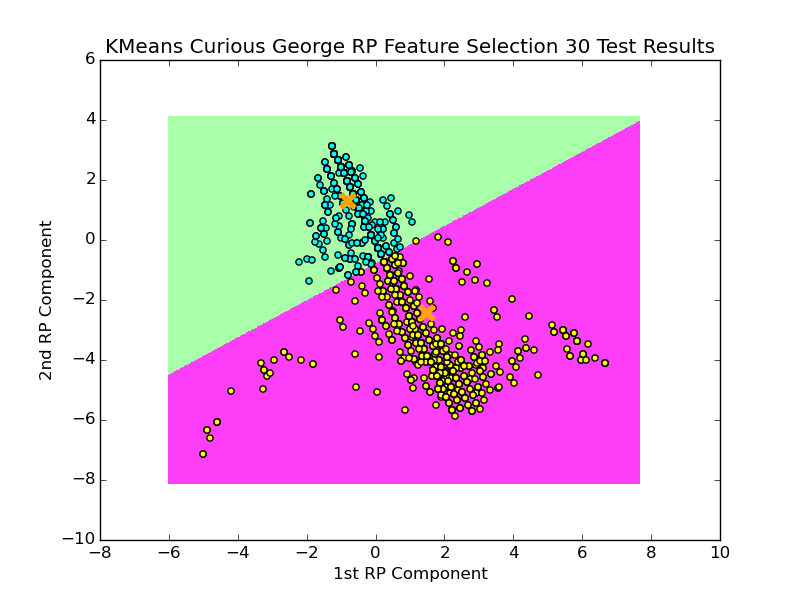 KMeans Curious George RP Feature Selection 30 Test Results
6
4
2
0
−2
−4
−6
−8
−10
2nd RP Component
−8 −6 −4 −2 0 2 4 6 8 10
1st RP Component